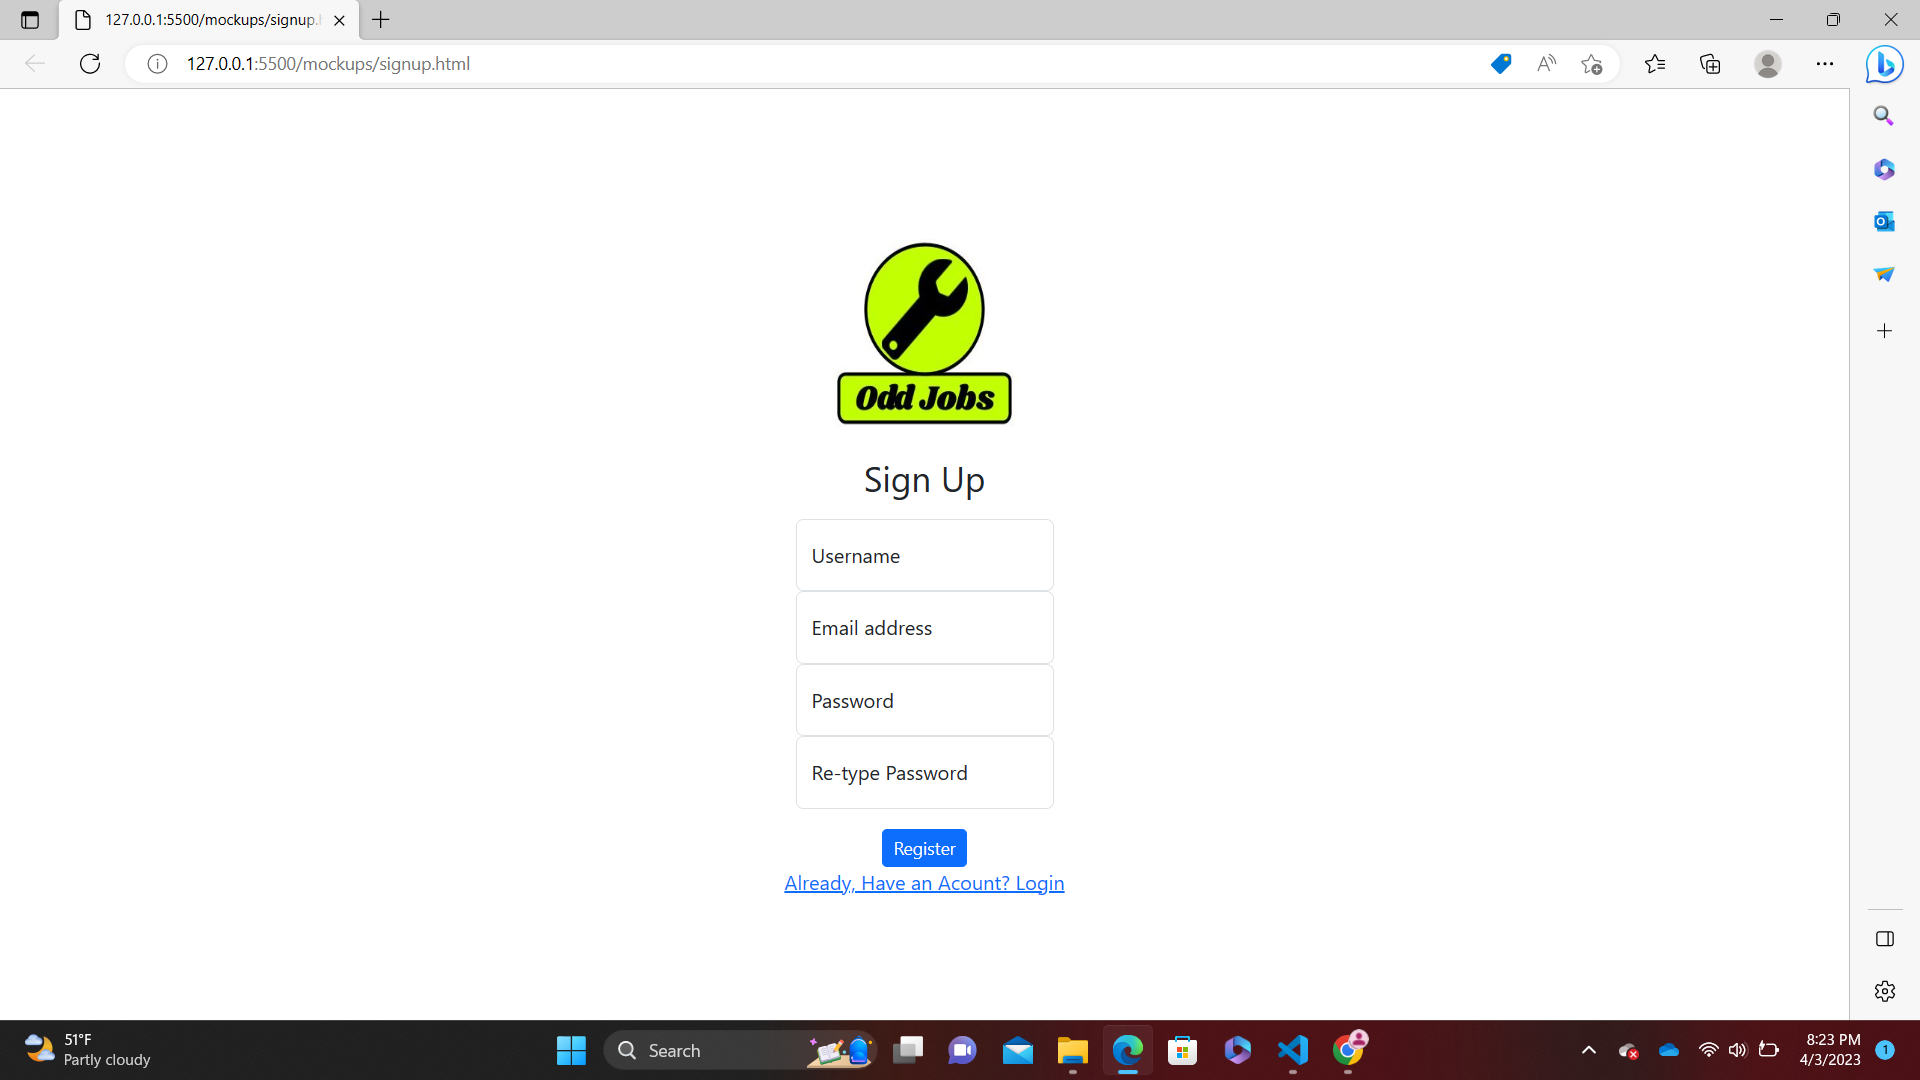 127.0.0.1:5500/mockups/signup.h
127.0.0.1:5500/mockups/signup.html
Odd Jobs
Sign Up
Username
Email address
Password
Re-type Password
Register
Already, Have an Acount? Login
51°F
Partly cloudy
Search
8:23 PM
4/3/2023
1